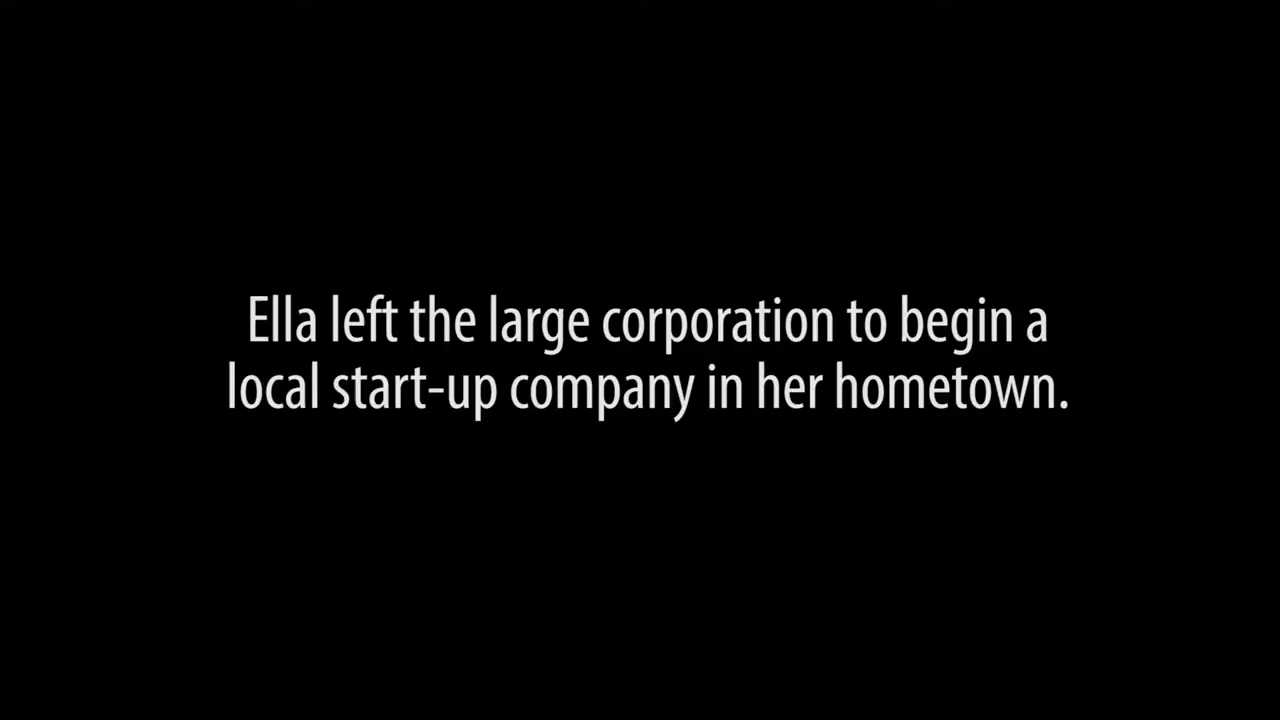 Ella left the large corporation to begin a
local start-up company in her hometown.